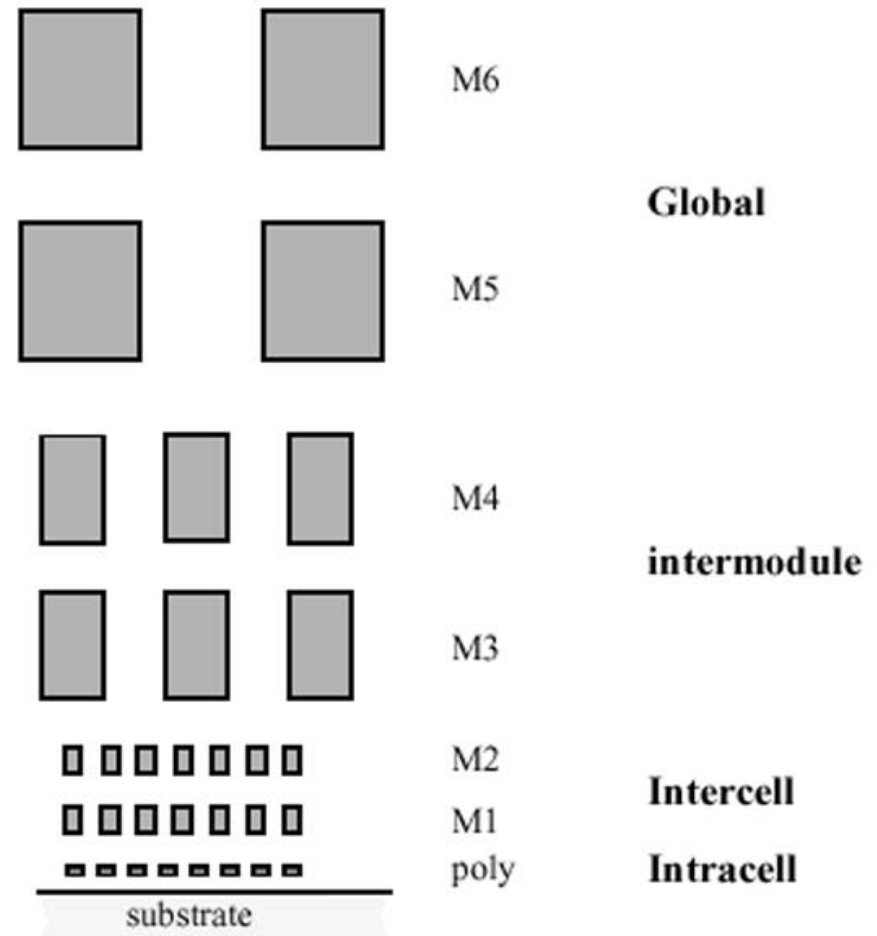 M6
Global
M5
M4
intermodule
M3
M2
Intercell
M1
poly Intracell
substrate